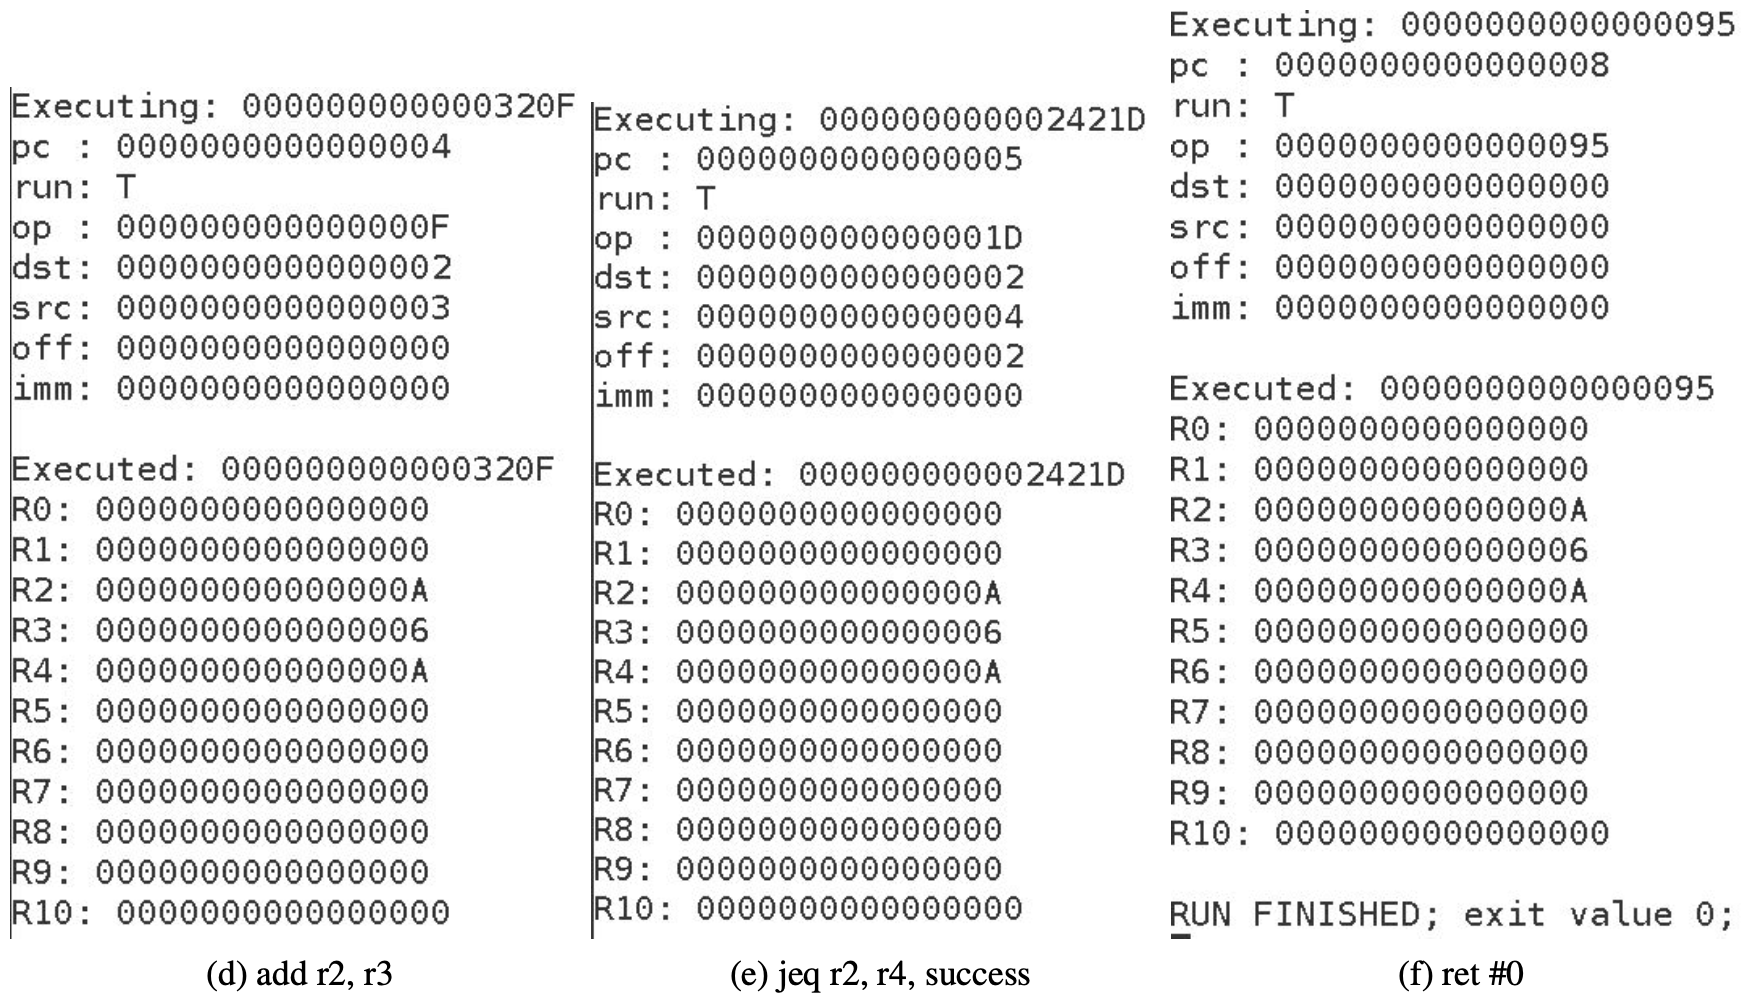 Executing: 000000000000320F
pc : 0000000000000004
run: T
op : 000000000000000F
dst: 0000000000000002
src: 0000000000000003
off: 0000000000000000
imm: 0000000000000000
Executed: 000000000000320F
R0: 0000000000000000
R1: 0000000000000000
R2: 000000000000000A
R3: 0000000000000006
R4: 000000000000000A
R5: 0000000000000000
R6: 0000000000000000
R7: 0000000000000000
R8: 0000000000000000
R9: 0000000000000000
R10: 0000000000000000
(d) add r2, r3
Executing: 000000000002421D
pc : 0000000000000005
run: T
op : 000000000000001D
dst: 0000000000000002
src: 0000000000000004
off: 0000000000000002
imm: 0000000000000000
Executed: 000000000002421D
R0: 0000000000000000
R1: 0000000000000000
R2: 000000000000000A
R3: 0000000000000006
R4: 000000000000000A
R5: 0000000000000000
R6: 0000000000000000
R7: 0000000000000000
R8: 0000000000000000
R9: 0000000000000000
R10: 0000000000000000
(e) jeq r2, r4, success
Executing: 0000000000000095
pc : 0000000000000008
run: T
op : 0000000000000095
dst: 0000000000000000
src: 0000000000000000
off: 0000000000000000
imm: 0000000000000000
Executed: 0000000000000095
R0: 0000000000000000
R1: 0000000000000000
R2: 000000000000000A
R3: 0000000000000006
R4: 000000000000000A
R5: 0000000000000000
R6: 0000000000000000
R7: 0000000000000000
R8: 0000000000000000
R9: 0000000000000000
R10: 0000000000000000
RUN FINISHED; exit value 0;
(f) ret #0